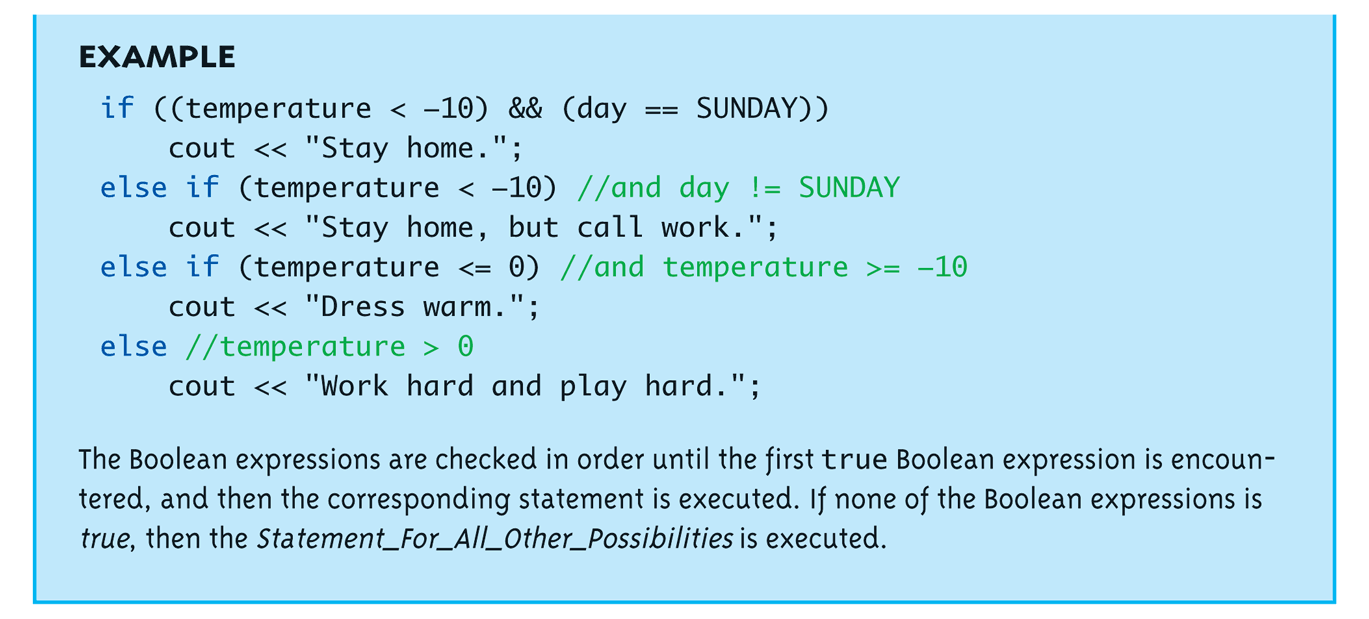 EXAMPLE
if ((temperature < −10) && (day == SUNDAY))
cout << "Stay home.";
else if (temperature < −10) //and day != SUNDAY
cout << "Stay home, but call work.";
else if (temperature <= 0) //and temperature >= −10
cout << "Dress warm.";
else //temperature > 0
cout << "Work hard and play hard.";
The Boolean expressions are checked in order until the first true Boolean expression is encoun-
tered, and then the corresponding statement is executed. If none of the Boolean expressions is
true, then the Statement_For_All_Other_Possibilities is executed.